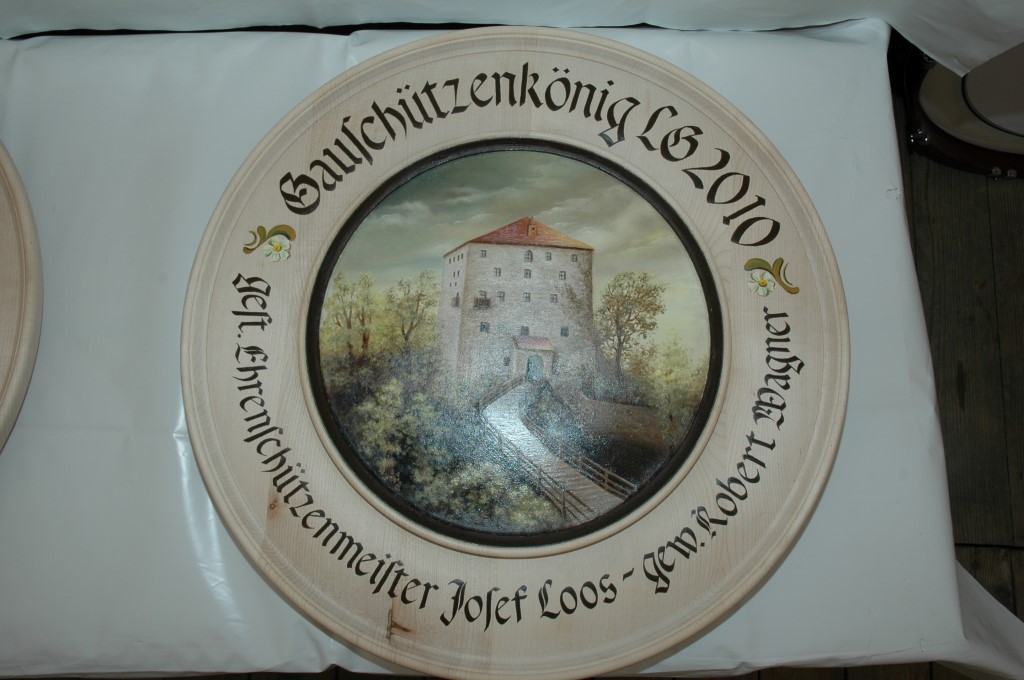 Gauſchützenkönig LG 2010
geſt. Ehrenſchützenmeiſter Joſef Loos - gew. Robert Wagner